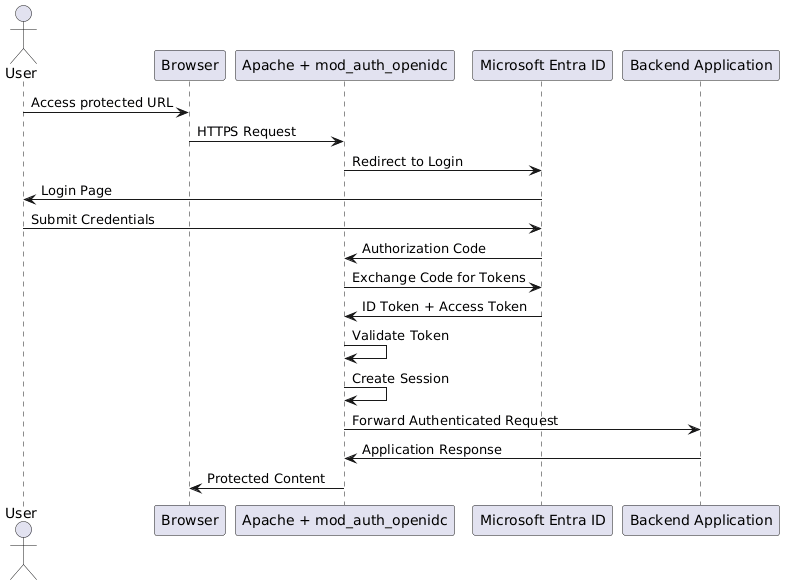 User
Browser
Apache + mod_auth_openidc
Microsoft Entra ID
Backend Application
Access protected URL
HTTPS Request
Redirect to Login
Login Page
Submit Credentials
Authorization Code
Exchange Code for Tokens
ID Token + Access Token
Validate Token
Create Session
Forward Authenticated Request
Application Response
Protected Content
User
Browser
Apache + mod_auth_openidc
Microsoft Entra ID
Backend Application